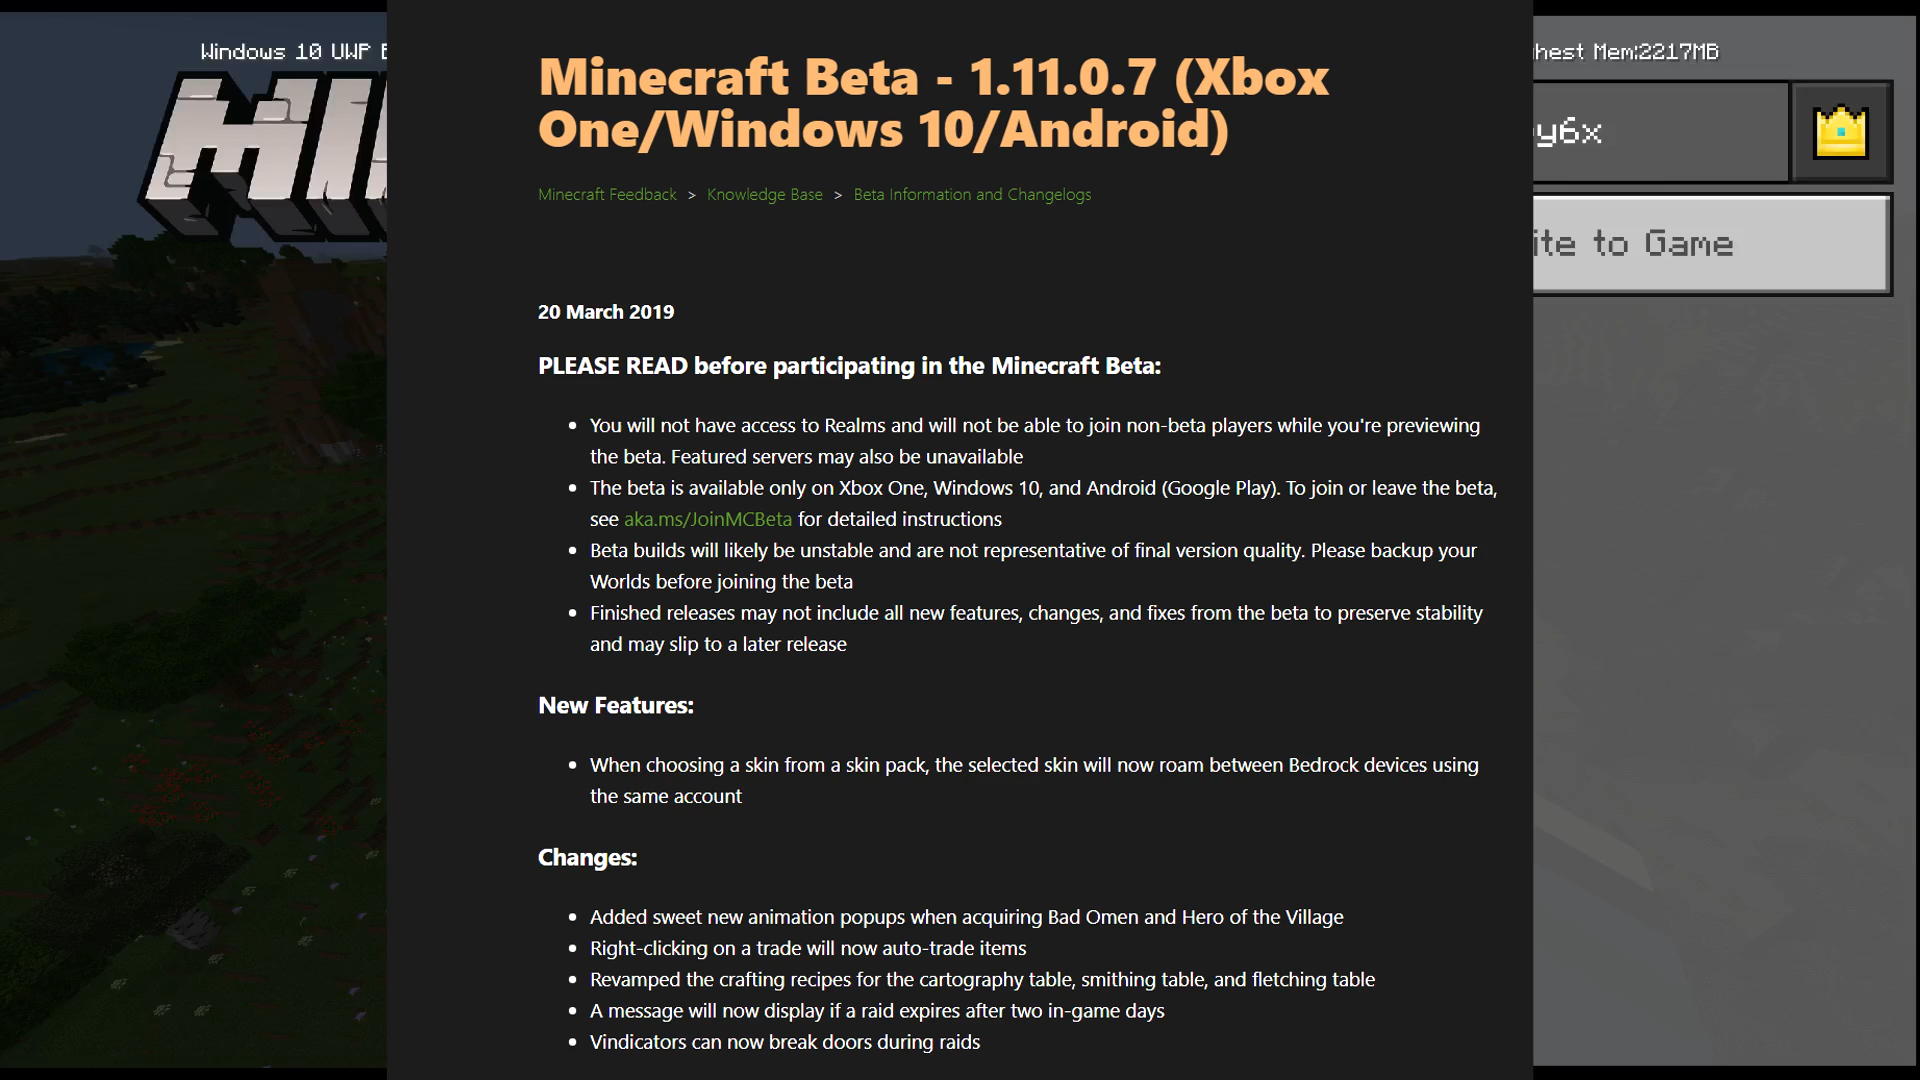 Windows 10 UWP
hest Mem:2217MB
Minecraft Beta - 1.11.0.7 (Xbox
One/Windows 10/Android)
y6x
Minecraft Feedback > Knowledge Base > Beta Information and Changelogs
ite to Game
20 March 2019
PLEASE READ before participating in the Minecraft Beta:
• You will not have access to Realms and will not be able to join non-beta players while you're previewing
the beta. Featured servers may also be unavailable
• The beta is available only on Xbox One, Windows 10, and Android (Google Play). To join or leave the beta,
see aka.ms/JoinMCBeta for detailed instructions
• Beta builds will likely be unstable and are not representative of final version quality. Please backup your
Worlds before joining the beta
• Finished releases may not include all new features, changes, and fixes from the beta to preserve stability
and may slip to a later release
New Features:
• When choosing a skin from a skin pack, the selected skin will now roam between Bedrock devices using
the same account
Changes:
• Added sweet new animation popups when acquiring Bad Omen and Hero of the Village
• Right-clicking on a trade will now auto-trade items
• Revamped the crafting recipes for the cartography table, smithing table, and fletching table
• A message will now display if a raid expires after two in-game days
• Vindicators can now break doors during raids